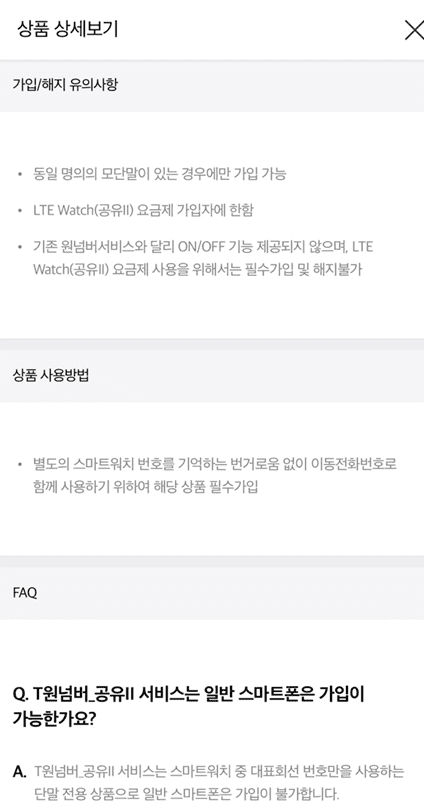 상품 상세보기
가입/해지 유의사항
• 동일 명의의 모단말이 있는 경우에만 가입 가능
• LTE Watch(공유II) 요금제 가입자에 한함
• 기존 원넘버서비스와 달리 ON/OFF 기능 제공되지 않으며, LTE
Watch(공유II) 요금제 사용을 위해서는 필수가입 및 해지불가
상품 사용방법
• 별도의 스마트워치 번호를 기억하는 번거로움 없이 이동전화번호로
함께 사용하기 위하여 해당 상품 필수가입
FAQ
Q. T원넘버_공유II 서비스는 일반 스마트폰은 가입이
가능한가요?
A. T원넘버_공유II 서비스는 스마트워치 중 대표회선 번호만을 사용하는
단말 전용 상품으로 일반 스마트폰은 가입이 불가합니다.